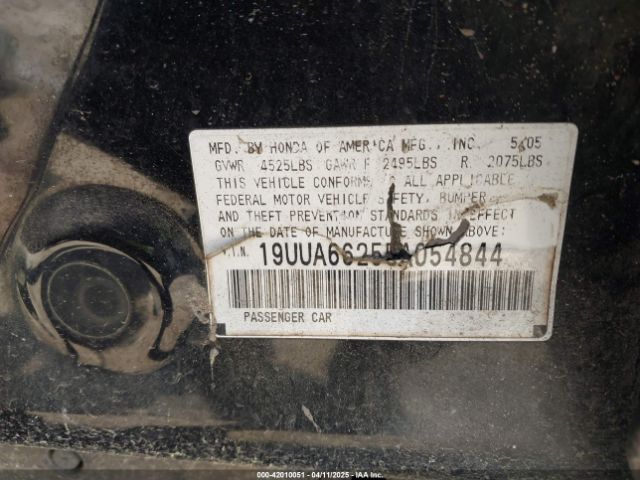 MFD. BY HONDA OF AMERICA MFG., INC. 5/05
GVWR 4525LBS GAWR F 2495LBS R 2075LBS
THIS VEHICLE CONFORMS TO ALL APPLICABLE
FEDERAL MOTOR VEHICLE SAFETY, BUMPER
AND THEFT PREVENTION STANDARDS IN EFFECT
ON THE DATE OF MANUFACTURE SHOWN ABOVE:
V.I.N.
PASSENGER CAR
000-42010051 - 04/11/2025 - IAAI.COM